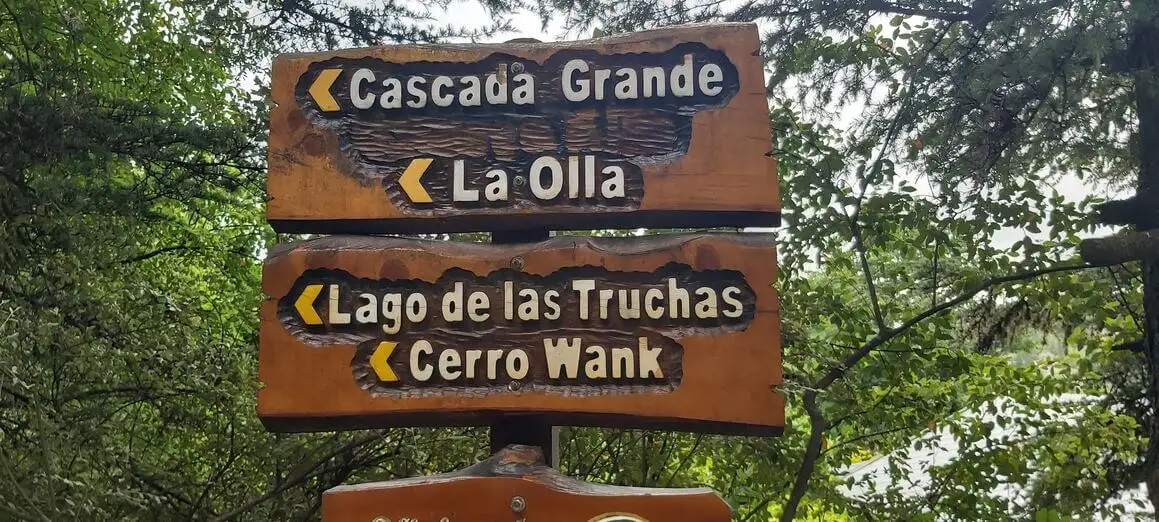 Cascada Grande
La Olla
Lago de las Truchas
Cerro Wank